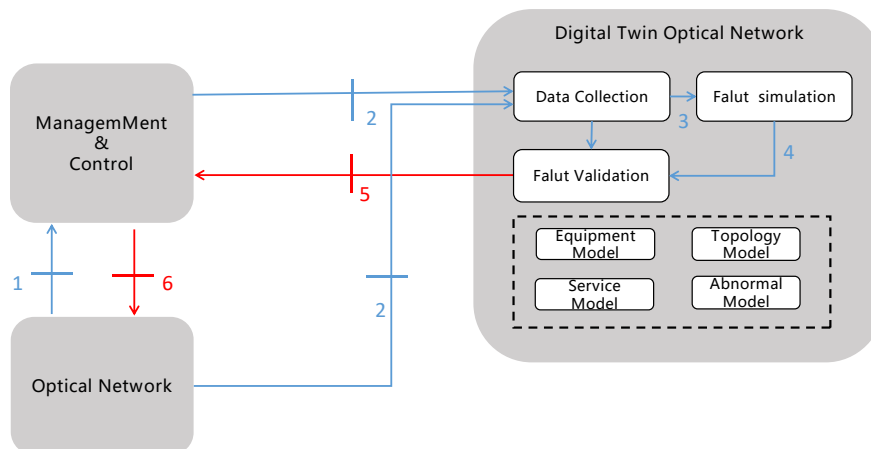 Digital Twin Optical Network
Data Collection
Falut simulation
2
3
ManagemMent
&
Control
4
Falut Validation
5
Equipment
Model
Topology
Model
1
6
Service
Model
Abnormal
Model
2
Optical Network